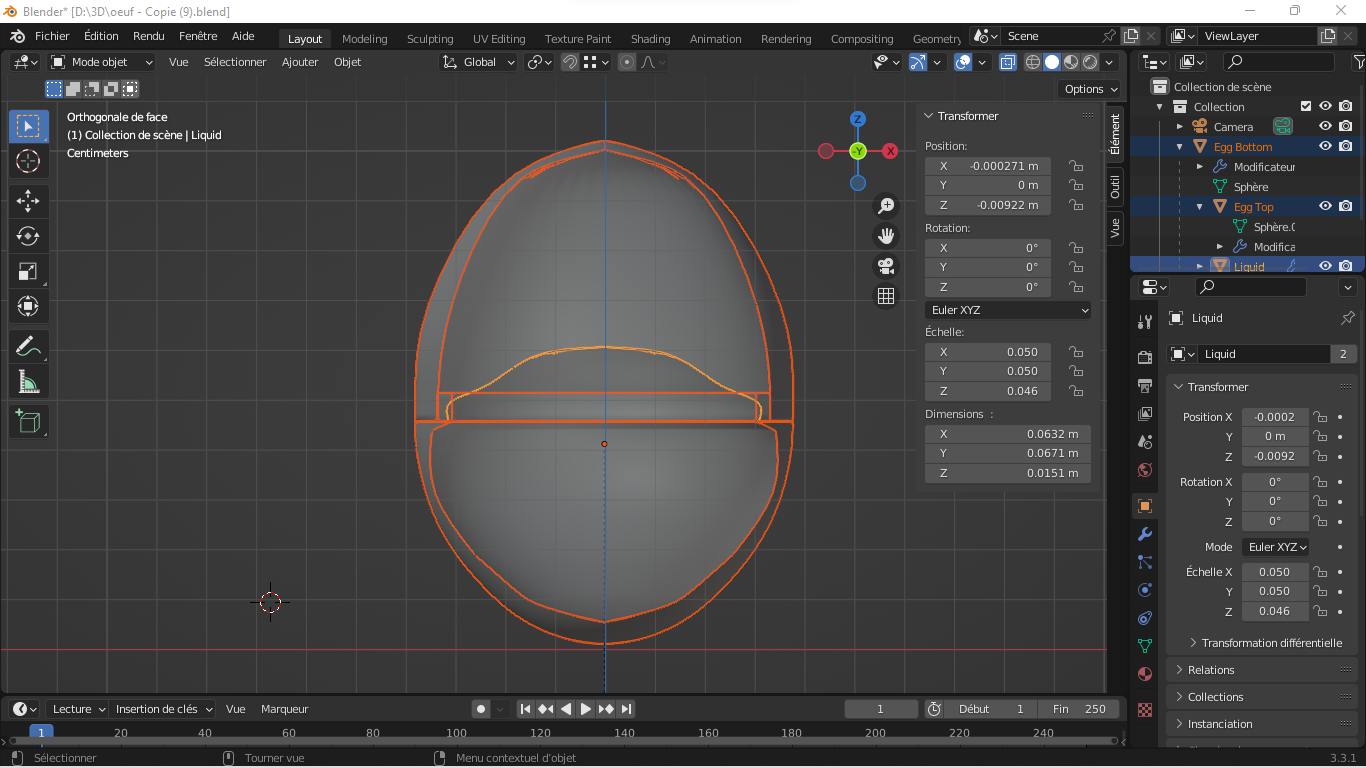 Blender* [D:\3D\oeuf - Copie (9).blend]
Fichier Édition Rendu Fenêtre Aide Layout Modeling Sculpting UV Editing Texture Paint Shading Animation Rendering Compositing Geometry Scene ViewLayer
Mode objet Vue Sélectionner Ajouter Objet Global
Options
Orthogonale de face
(1) Collection de scène | Liquid
Centimeters
Z
-Y
X
Transformer
Position:
X -0.000271 m
Y 0 m
Z -0.00922 m
Rotation:
X 0°
Y 0°
Z 0°
Euler XYZ
Échelle:
X 0.050
Y 0.050
Z 0.046
Dimensions :
X 0.0632 m
Y 0.0671 m
Z 0.0151 m
Élément
Outil
Vue
Collection de scène
Collection
Camera
Egg Bottom
Modificateur
Sphère
Egg Top
Sphère.0
Modifica
Liquid
Liquid
Liquid 2
Transformer
Position X -0.0002
Y 0 m
Z -0.0092
Rotation X 0°
Y 0°
Z 0°
Mode Euler XYZ
Échelle X 0.050
Y 0.050
Z 0.046
Transformation différentielle
Relations
Collections
Instanciation
Lecture Insertion de clés Vue Marqueur 1 Début 1 Fin 250
1 20 40 60 80 100 120 140 160 180 200 220 240
Sélectionner Tourner vue Menu contextuel d'objet 3.3.1